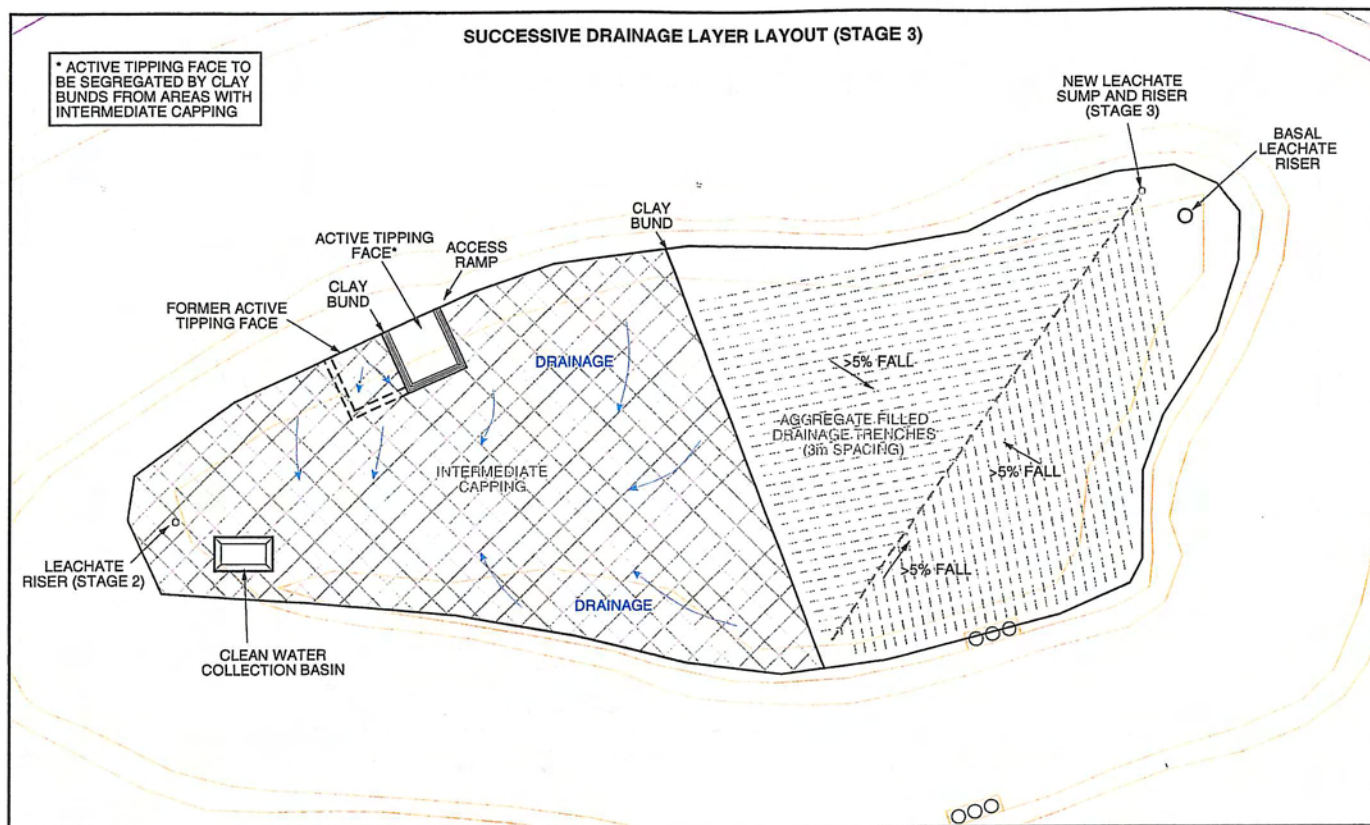 SUCCESSIVE DRAINAGE LAYER LAYOUT (STAGE 3)
* ACTIVE TIPPING FACE TO
BE SEGREGATED BY CLAY
BUNDS FROM AREAS WITH
INTERMEDIATE CAPPING
NEW LEACHATE
SUMP AND RISER
(STAGE 3)
BASAL
LEACHATE
RISER
CLAY
BUND
ACTIVE TIPPING
FACE*
ACCESS
RAMP
CLAY
BUND
FORMER ACTIVE
TIPPING FACE
DRAINAGE
>5% FALL
AGGREGATE FILLED
DRAINAGE TRENCHES
(3m SPACING)
INTERMEDIATE
CAPPING
>5% FALL
LEACHATE
RISER (STAGE 2)
>5% FALL
DRAINAGE
CLEAN WATER
COLLECTION BASIN